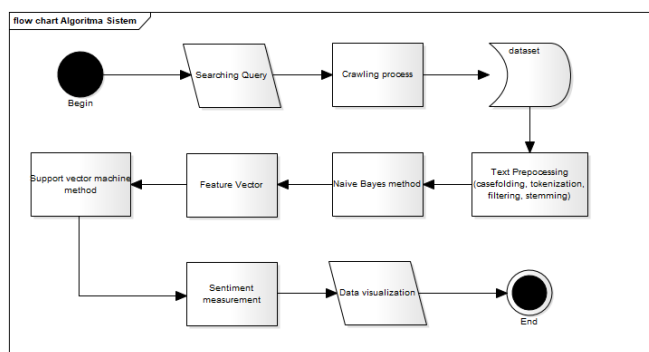 flow chart Algoritma Sistem
Begin
Searching Query
Crawling process
dataset
Text Prepocessing
(casefolding, tokenization,
filtering, stemming)
Naive Bayes method
Feature Vector
Support vector machine
method
Sentiment
measurement
Data visualization
End